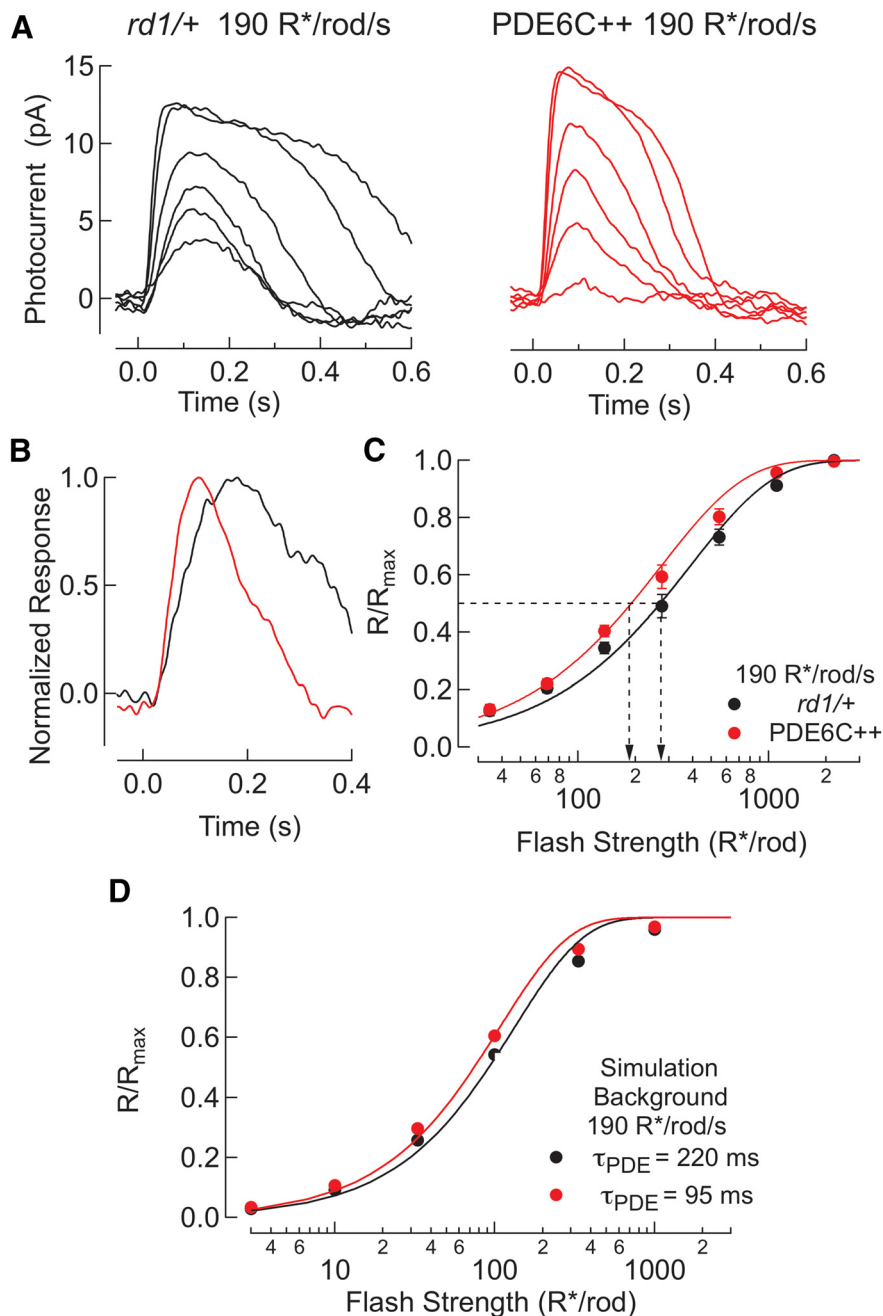 A
rd1/+ 190 R*/rod/s
PDE6C++ 190 R*/rod/s
Photocurrent (pA)
15
10
5
0
0.0 0.2 0.4 0.6
Time (s)
0.0 0.2 0.4 0.6
Time (s)
B
Normalized Response
1.0
0.5
0.0
0.0 0.2 0.4
Time (s)
C
R/Rmax
1.0
0.8
0.6
0.4
0.2
0.0
190 R*/rod/s
rd1/+
PDE6C++
4 6 8 100 2 4 6 8 1000 2
Flash Strength (R*/rod)
D
R/Rmax
1.0
0.8
0.6
0.4
0.2
0.0
Simulation
Background
190 R*/rod/s
τPDE = 220 ms
τPDE = 95 ms
4 6 10 2 4 6 100 2 4 6 1000 2
Flash Strength (R*/rod)